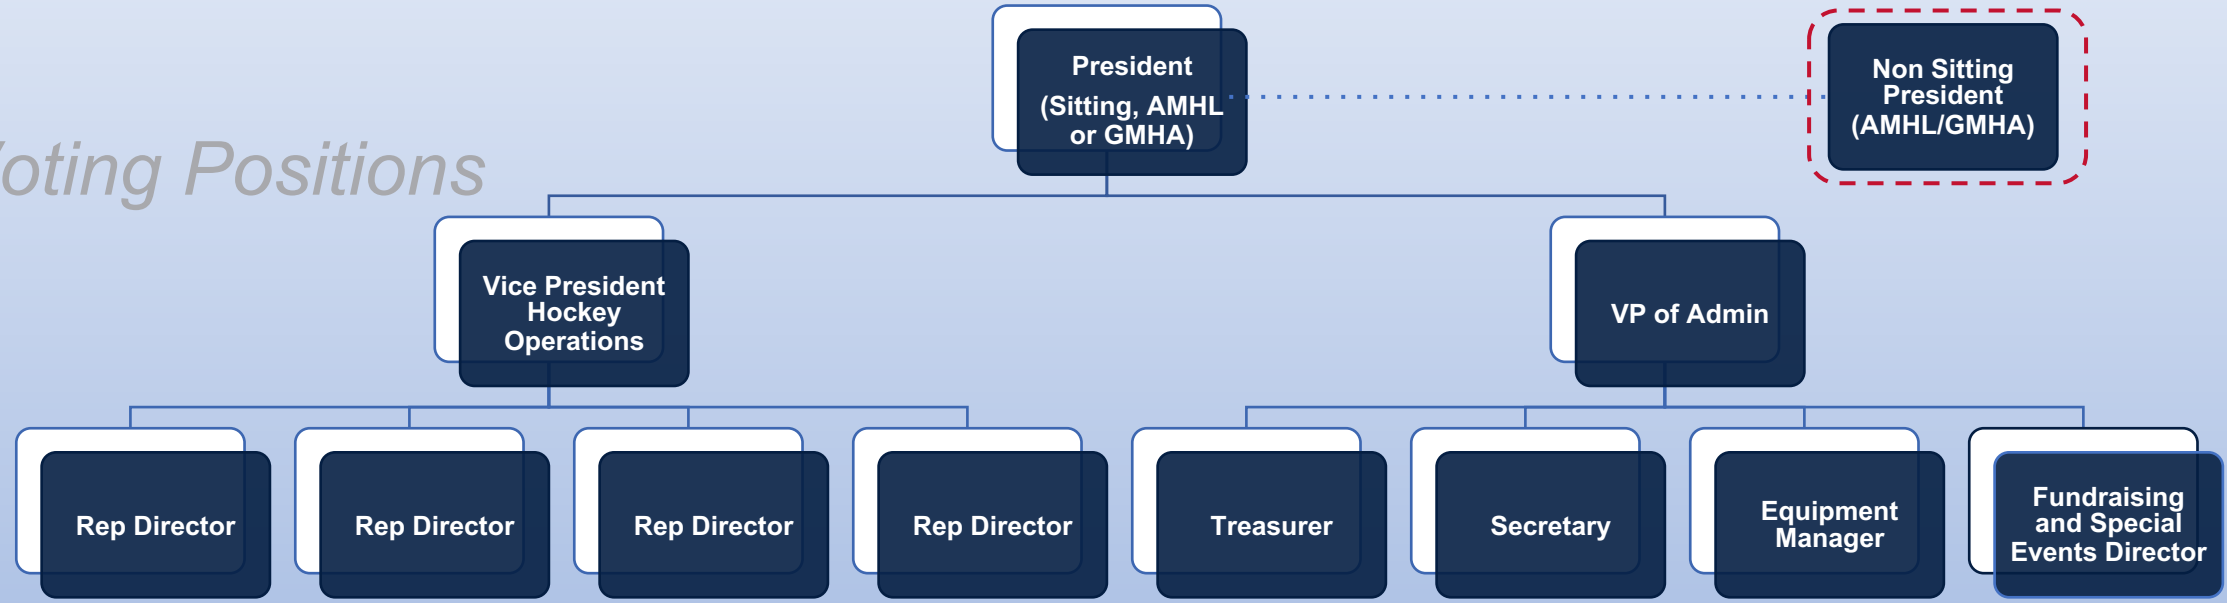 President
(Sitting, AMHL
or GMHA)
Non Sitting
President
(AMHL/GMHA)
oting Positions
Vice President
Hockey
Operations
VP of Admin
Rep Director
Rep Director
Rep Director
Rep Director
Treasurer
Secretary
Equipment
Manager
Fundraising
and Special
Events Director